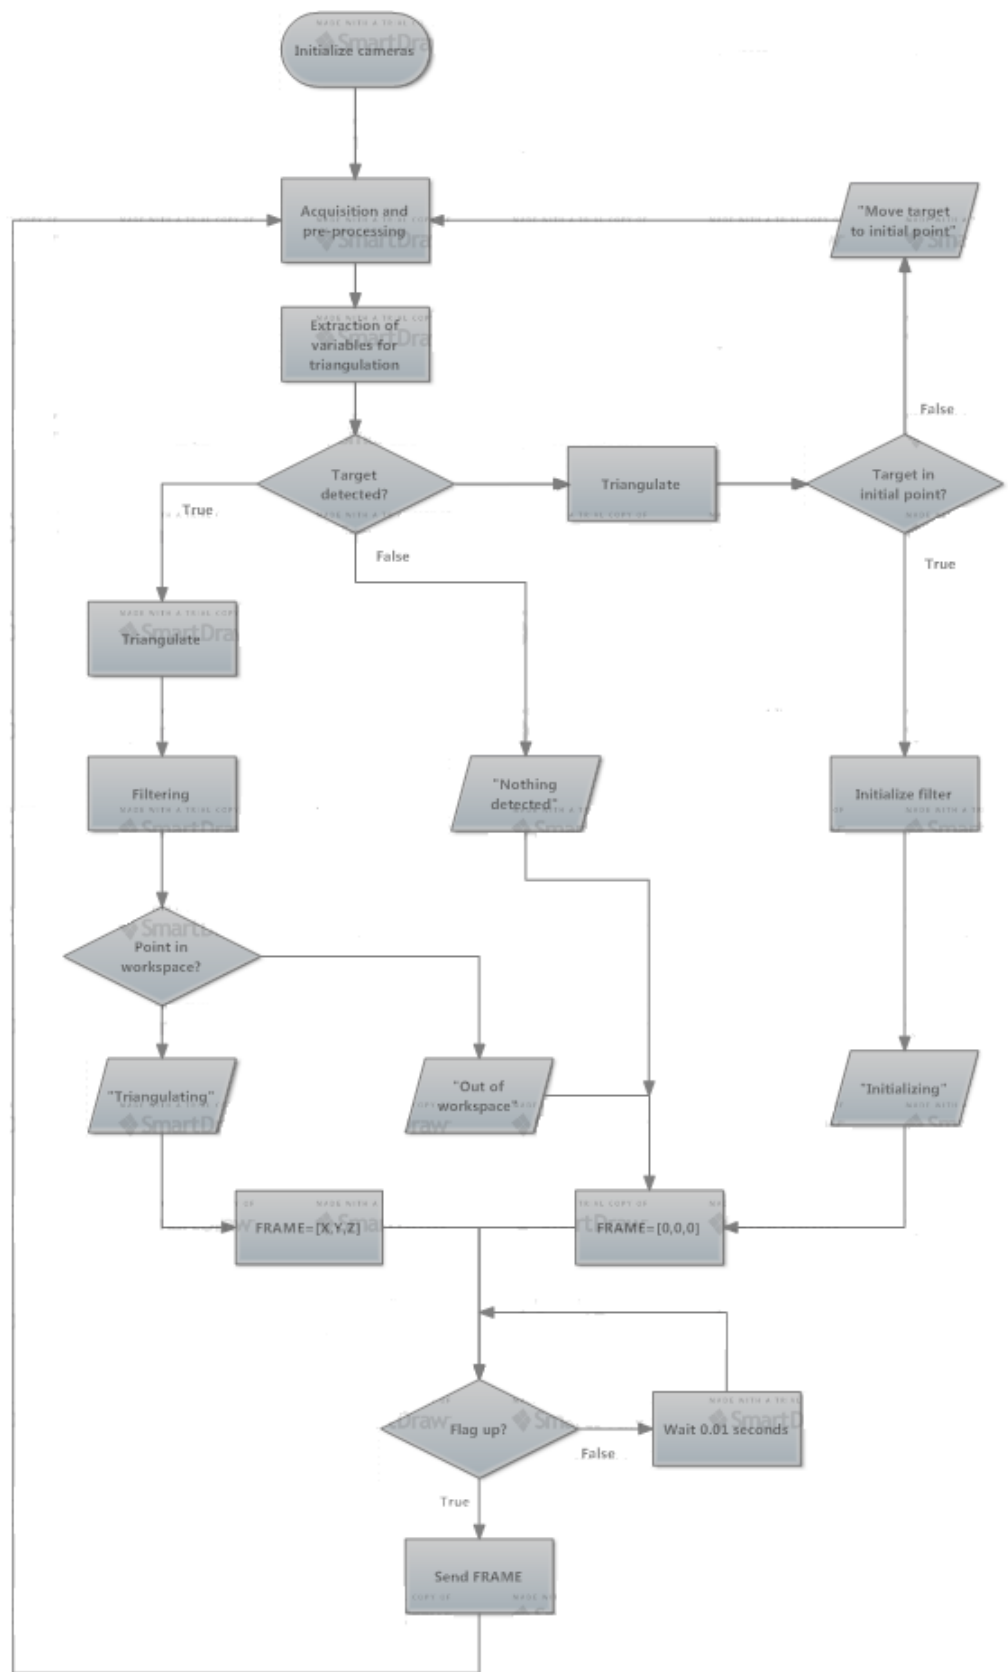 Initialize cameras
Acquisition and
pre-processing
"Move target
to initial point"
Extraction of
variables for
triangulation
False
Target
detected?
Triangulate
Target in
initial point?
True
False
True
Triangulate
Filtering
"Nothing
detected"
Initialize filter
Point in
workspace?
"Triangulating"
"Out of
workspace"
"Initializing"
FRAME=[X,Y,Z]
FRAME=[0,0,0]
Flag up?
False
Wait 0.01 seconds
True
Send FRAME